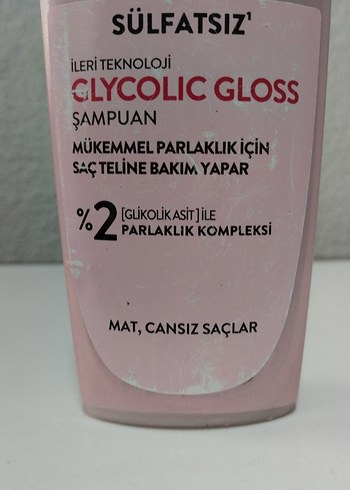 SÜLFATSIZ¹
İLERİ TEKNOLOJİ
GLYCOLIC GLOSS
ŞAMPUAN
MÜKEMMEL PARLAKLIK İÇİN
SAÇ TELİNE BAKIM YAPAR
%2 [GLİKOLİK ASİT] İLE
PARLAKLIK KOMPLEKSİ
MAT, CANSIZ SAÇLAR